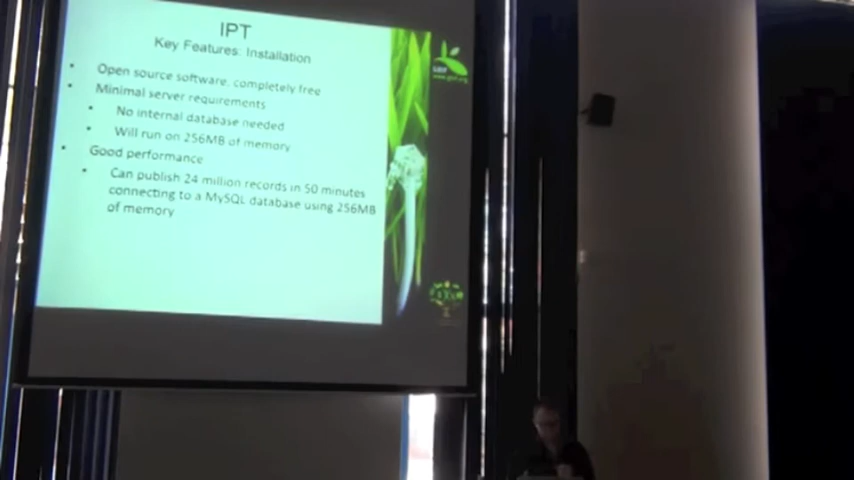 IPT
Key Features: Installation
Open source software, completely free
Minimal server requirements
No internal database needed
Will run on 256MB of memory
Good performance
Can publish 24 million records in 50 minutes
connecting to a MySQL database using 256MB
of memory